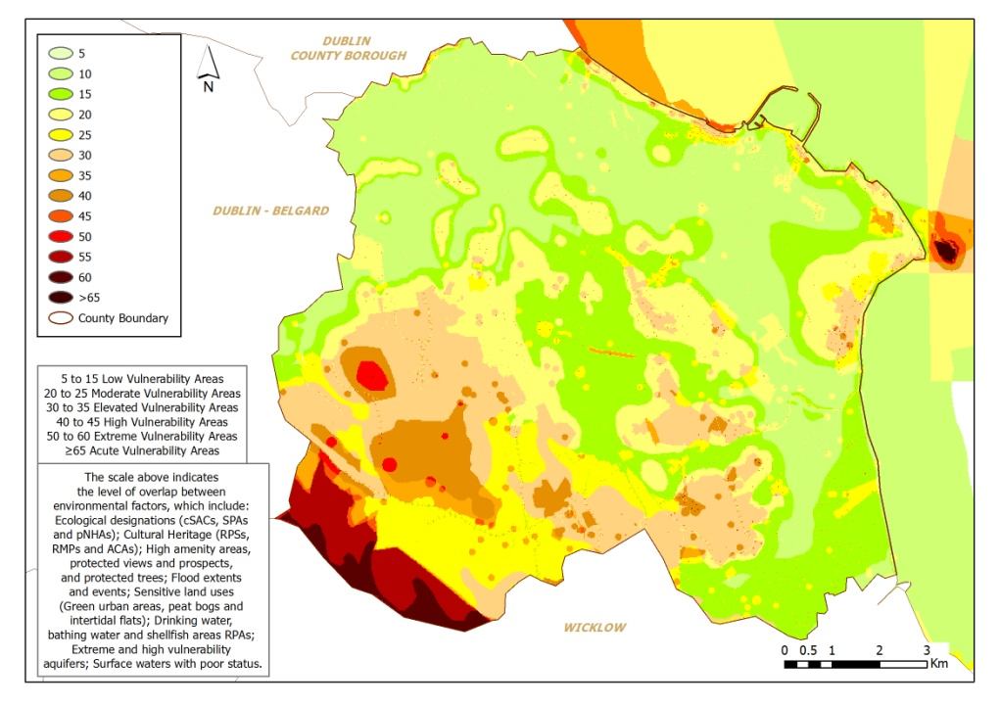 DUBLIN
COUNTY BOROUGH
N
5
10
15
20
25
30
35
40
45
50
55
60
>65
County Boundary
DUBLIN - BELGARD
5 to 15 Low Vulnerability Areas
20 to 25 Moderate Vulnerability Areas
30 to 35 Elevated Vulnerability Areas
40 to 45 High Vulnerability Areas
50 to 60 Extreme Vulnerability Areas
≥65 Acute Vulnerability Areas
The scale above indicates
the level of overlap between
environmental factors, which include:
Ecological designations (cSACs, SPAs
and pNHAs); Cultural Heritage (RPSs,
RMPs and ACAs); High amenity areas,
protected views and prospects,
and protected trees; Flood extents
and events; Sensitive land uses
(Green urban areas, peat bogs and
intertidal flats); Drinking water,
bathing water and shellfish areas RPAs;
Extreme and high vulnerability
aquifers; Surface waters with poor status.
WICKLOW
0 0.5 1 2 3
Km